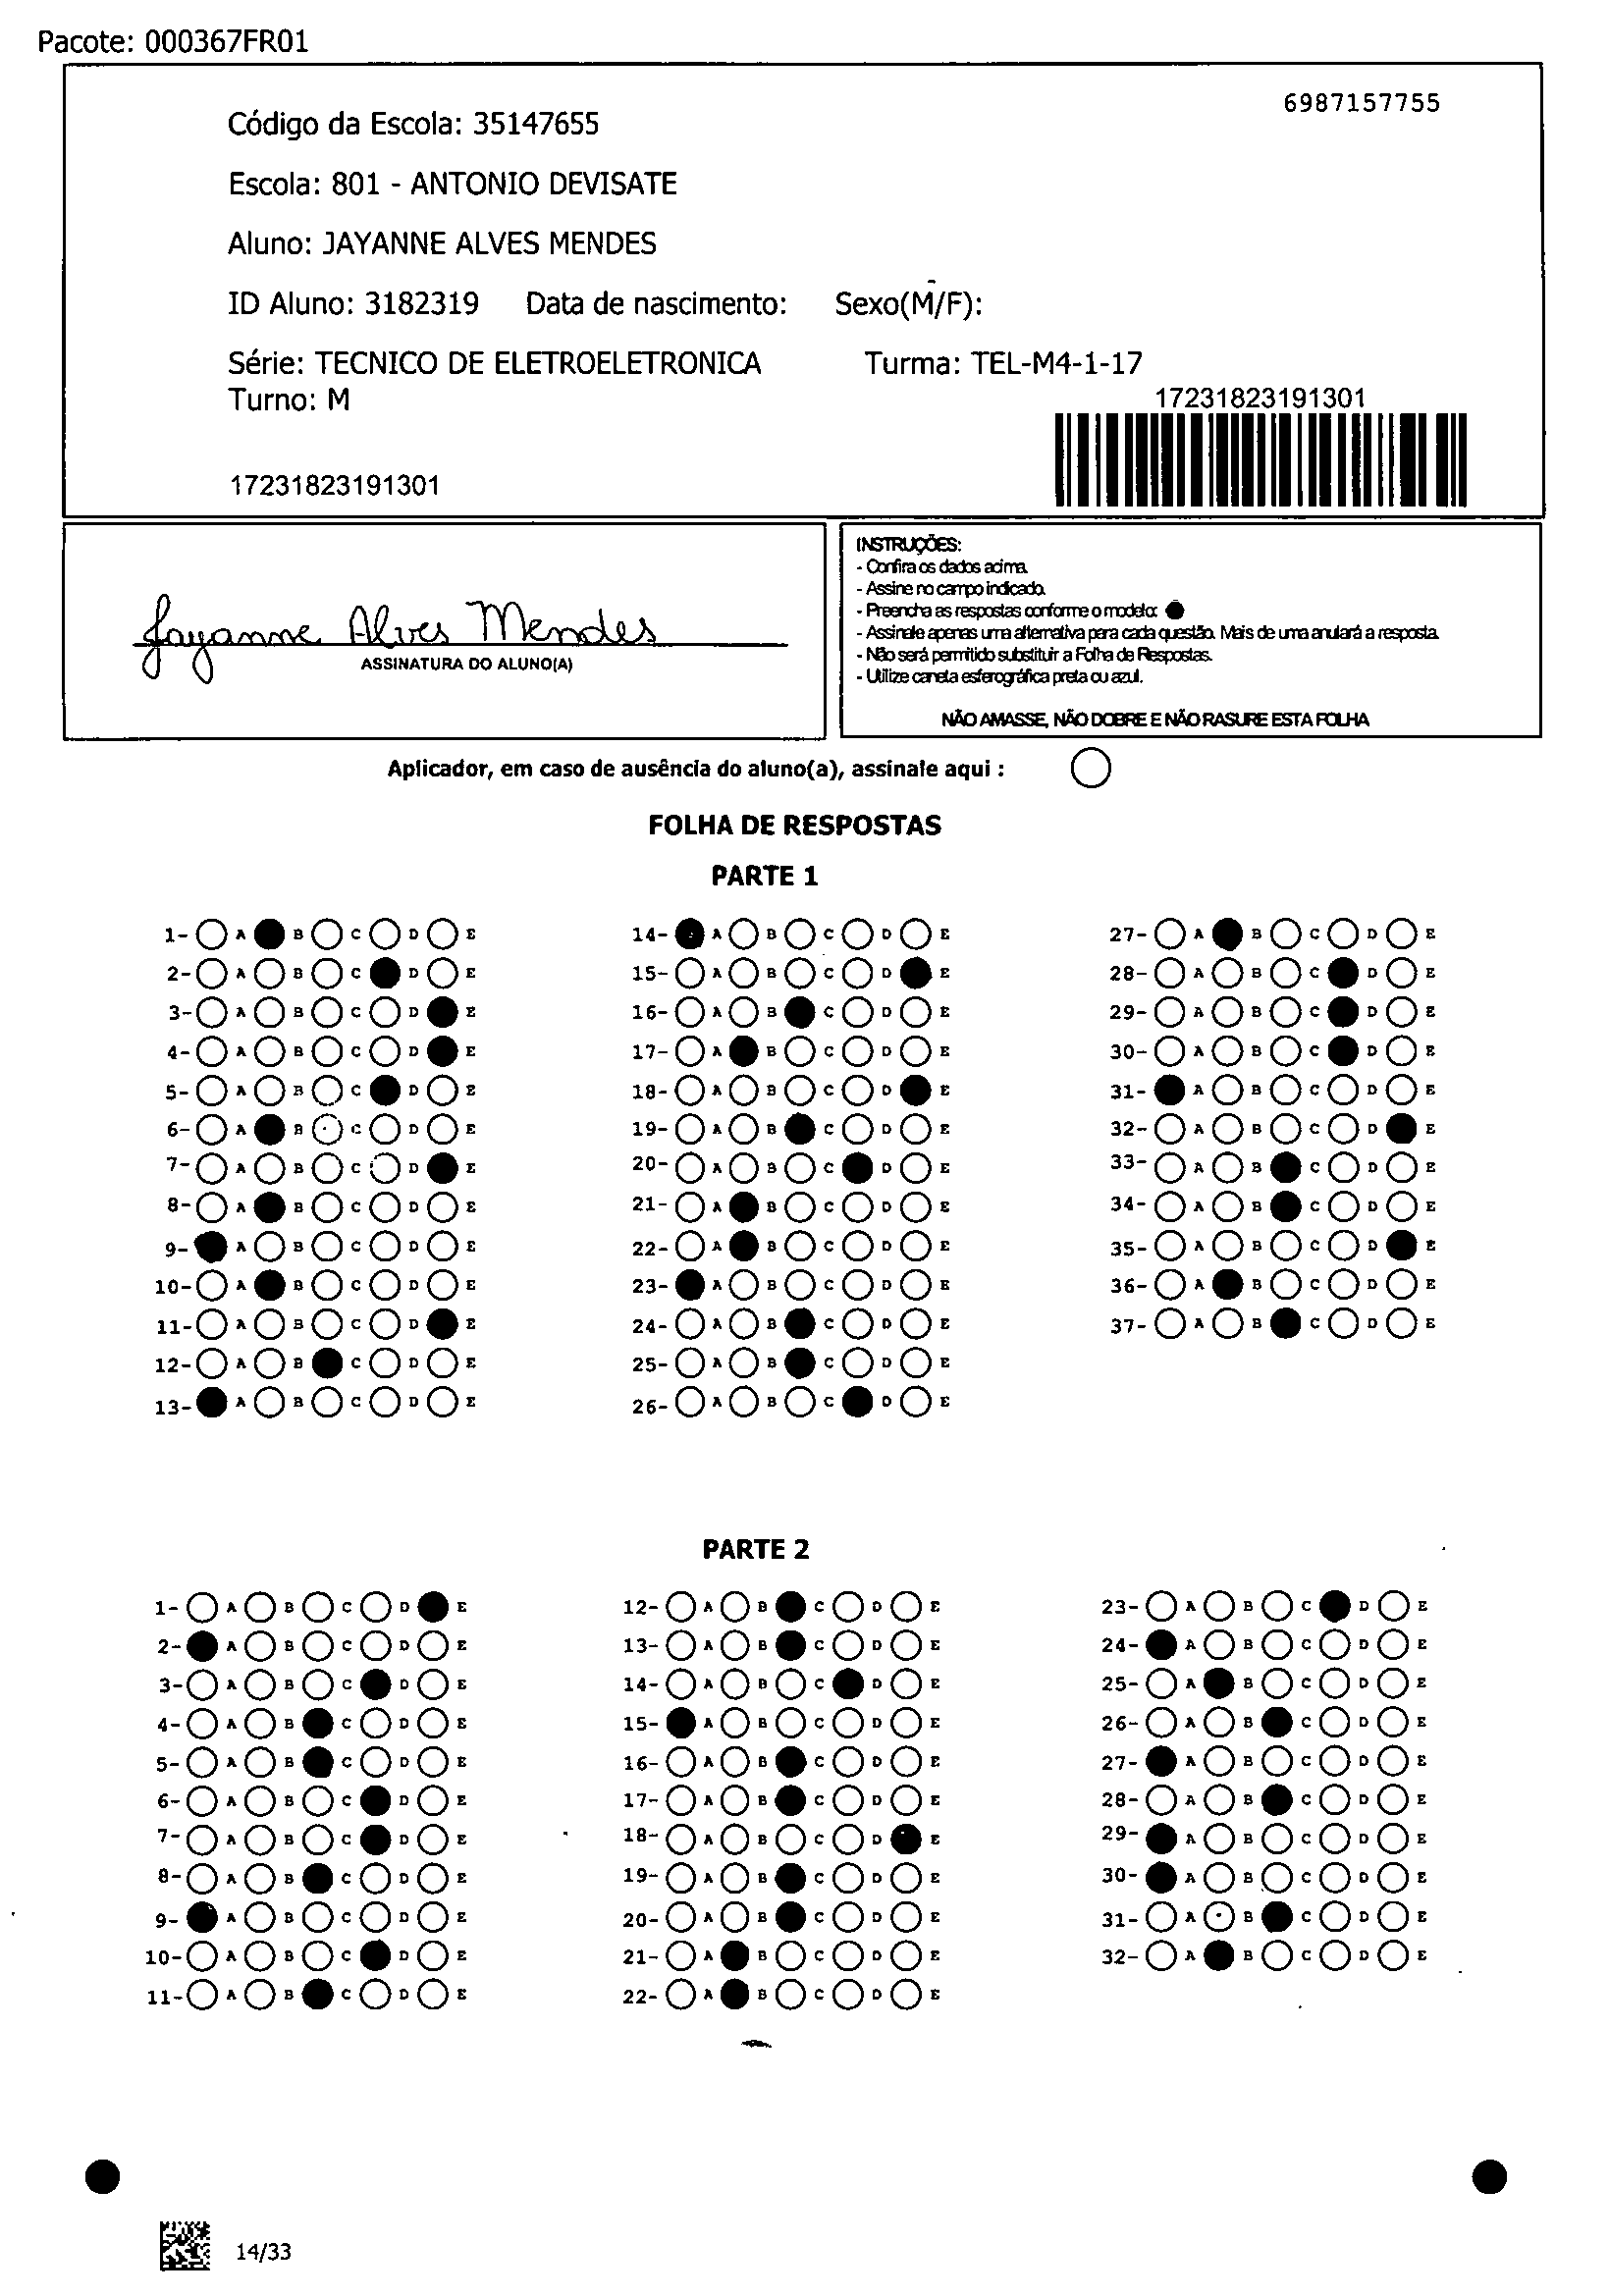 Pacote: 000367FR01
6987157755
Código da Escola: 35147655
Escola: 801 - ANTONIO DEVISATE
Aluno: JAYANNE ALVES MENDES
ID Aluno: 3182319 Data de nascimento: Sexo(M/F):
Série: TECNICO DE ELETROELETRONICA Turma: TEL-M4-1-17
Turno: M
17231823191301
17231823191301
Jayanne Alves Mendes
ASSINATURA DO ALUNO(A)
INSTRUÇÕES:
- Confira os dados acima.
- Assine no campo indicado.
- Preencha as respostas conforme o modelo:
- Assinale apenas uma alternativa para cada questão. Mais de uma anulará a resposta.
- Não será permitido substituir a Folha de Respostas.
- Utilize caneta esferográfica preta ou azul.
NÃO AMASSE, NÃO DOBRE E NÃO RASURE ESTA FOLHA
Aplicador, em caso de ausência do aluno(a), assinale aqui :
FOLHA DE RESPOSTAS
PARTE 1
1- A B C D E
2- A B C D E
3- A B C D E
4- A B C D E
5- A B C D E
6- A B C D E
7- A B C D E
8- A B C D E
9- A B C D E
10- A B C D E
11- A B C D E
12- A B C D E
13- A B C D E
14- A B C D E
15- A B C D E
16- A B C D E
17- A B C D E
18- A B C D E
19- A B C D E
20- A B C D E
21- A B C D E
22- A B C D E
23- A B C D E
24- A B C D E
25- A B C D E
26- A B C D E
27- A B C D E
28- A B C D E
29- A B C D E
30- A B C D E
31- A B C D E
32- A B C D E
33- A B C D E
34- A B C D E
35- A B C D E
36- A B C D E
37- A B C D E
PARTE 2
1- A B C D E
2- A B C D E
3- A B C D E
4- A B C D E
5- A B C D E
6- A B C D E
7- A B C D E
8- A B C D E
9- A B C D E
10- A B C D E
11- A B C D E
12- A B C D E
13- A B C D E
14- A B C D E
15- A B C D E
16- A B C D E
17- A B C D E
18- A B C D E
19- A B C D E
20- A B C D E
21- A B C D E
22- A B C D E
23- A B C D E
24- A B C D E
25- A B C D E
26- A B C D E
27- A B C D E
28- A B C D E
29- A B C D E
30- A B C D E
31- A B C D E
32- A B C D E
14/33